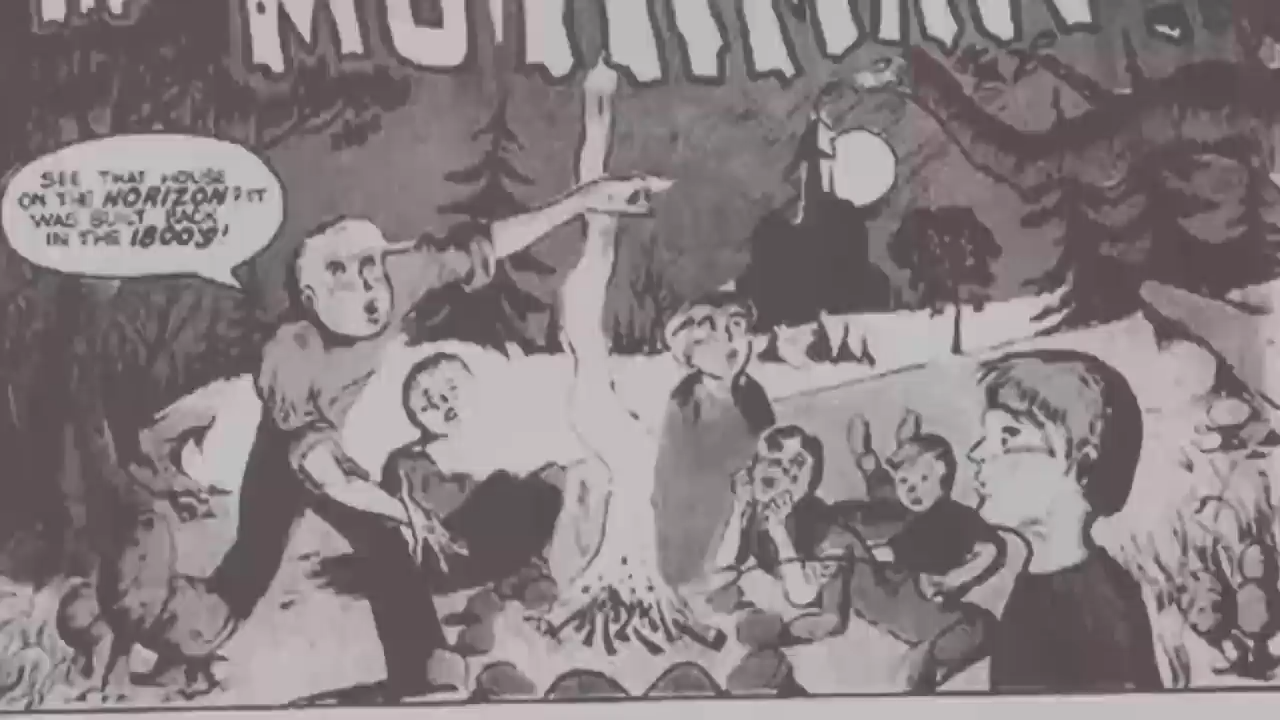 SEE THAT HOUSE
ON THE HORIZON? IT
WAS BUILT BACK
IN THE 1800'S!